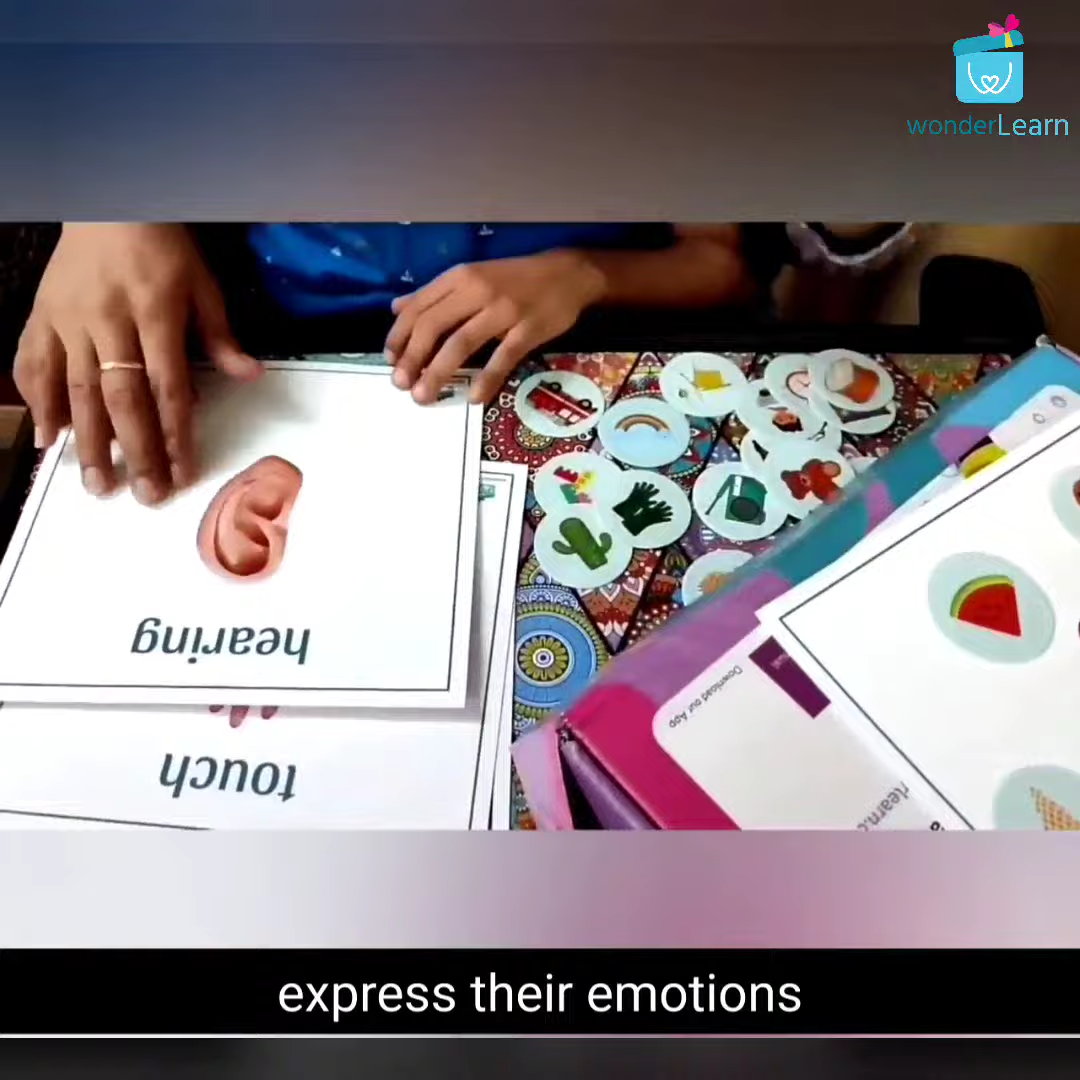 wonderLearn
hearing
touch
Download our App
express their emotions